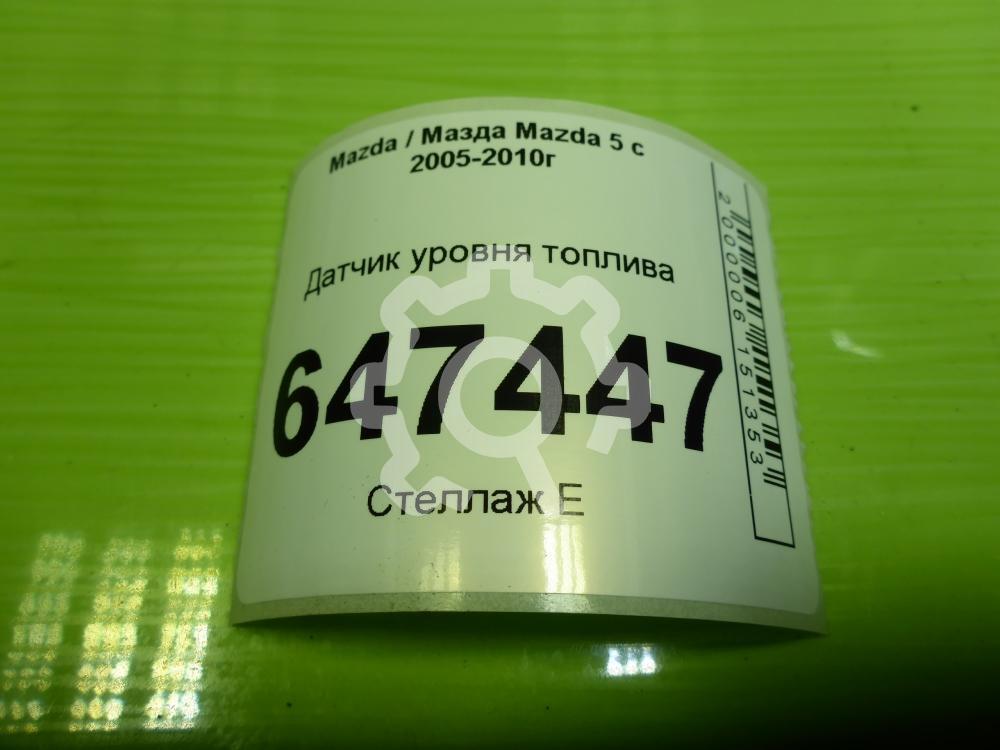 Mazda / Мазда Mazda 5 с
2005-2010г
Датчик уровня топлива
647447
Стеллаж Е
2000006151353